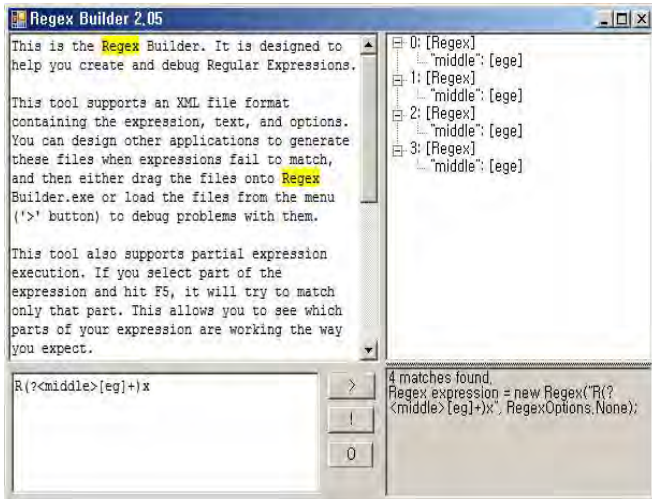 Regex Builder 2,05
This is the Regex Builder. It is designed to
help you create and debug Regular Expressions.
This tool supports an XML file format
containing the expression, text, and options.
You can design other applications to generate
these files when expressions fail to match,
and then either drag the files onto Regex
Builder.exe or load the files from the menu
('>' button) to debug problems with them.
This tool also supports partial expression
execution. If you select part of the
expression and hit F5, it will try to match
only that part. This allows you to see which
parts of your expression are working the way
you expect.
0: [Regex]
"middle": [ege]
1: [Regex]
"middle": [ege]
2: [Regex]
"middle": [ege]
3: [Regex]
"middle": [ege]
R(?<middle>[eg]+)x
>
!
O
4 matches found,
Regex expression = new Regex("R(?
<middle>[eg]+)x", RegexOptions.None);